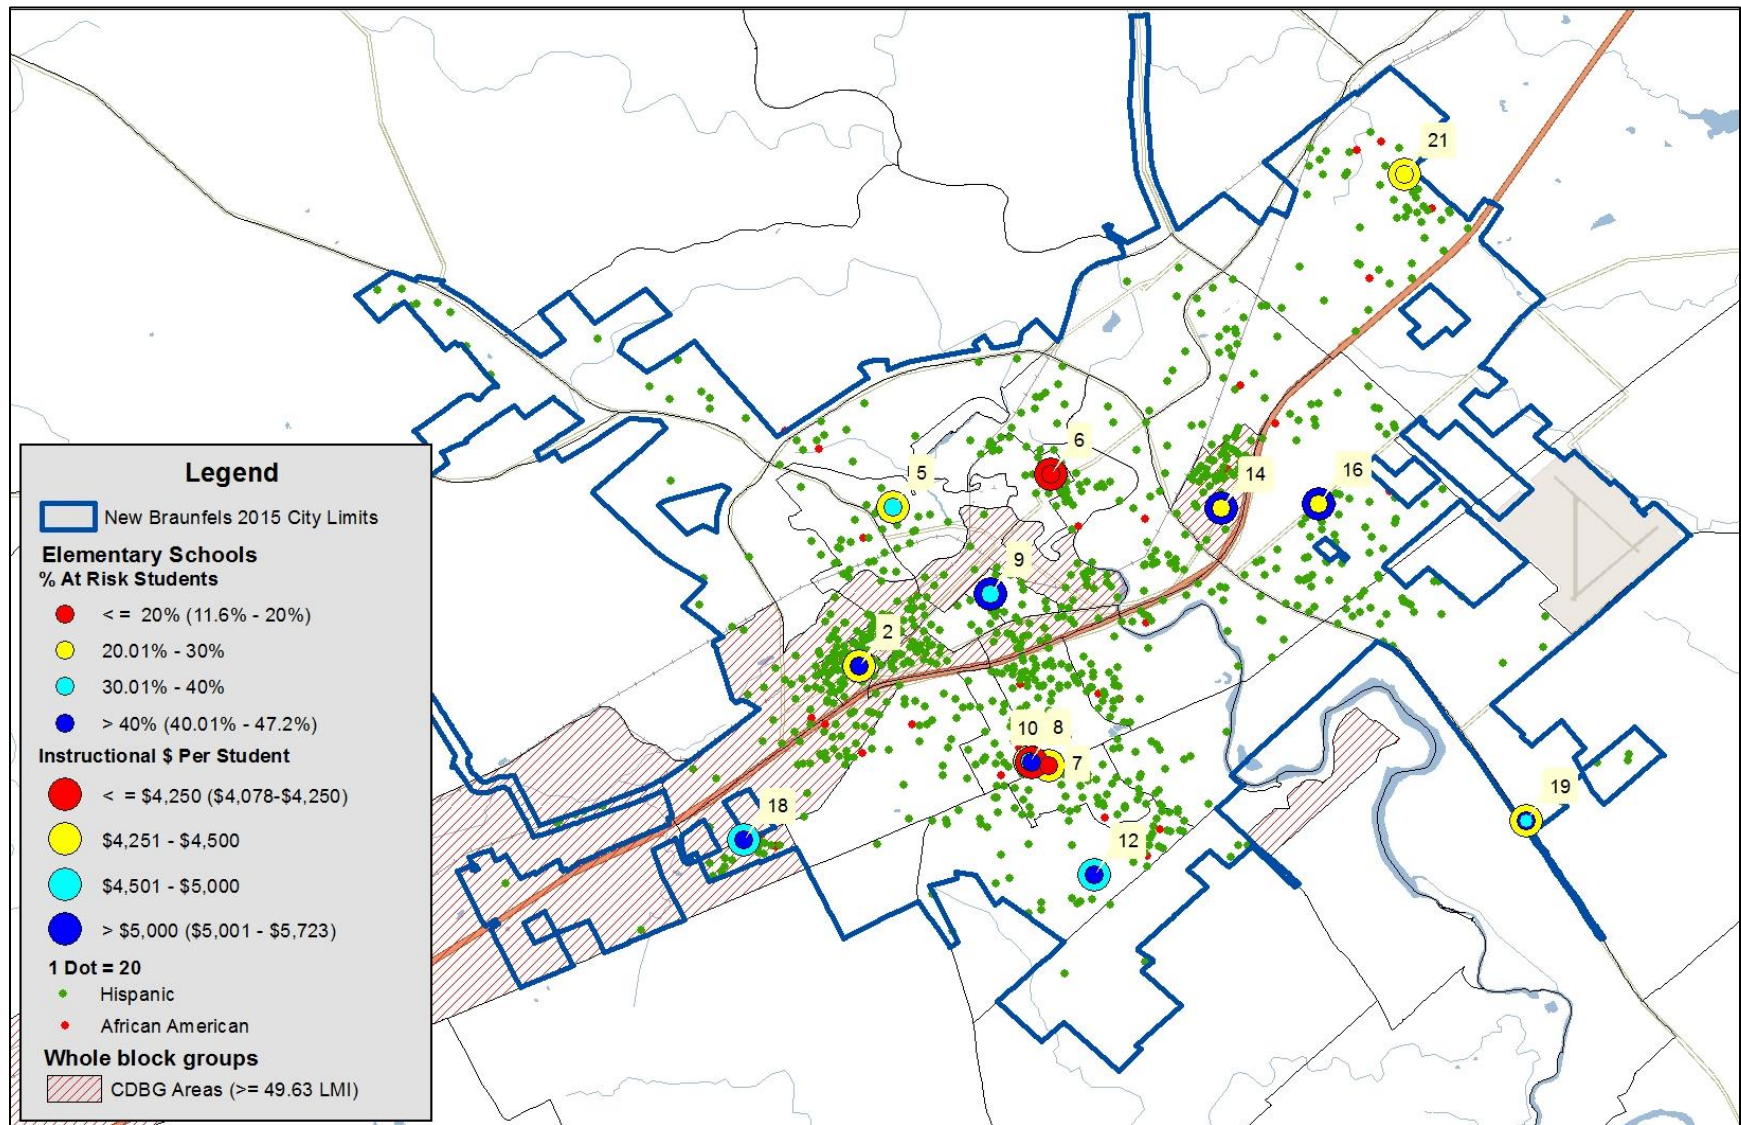 21
6
5
14
16
9
2
10
8
7
18
19
12
Legend
New Braunfels 2015 City Limits
Elementary Schools
% At Risk Students
< = 20% (11.6% - 20%)
20.01% - 30%
30.01% - 40%
> 40% (40.01% - 47.2%)
Instructional $ Per Student
< = $4,250 ($4,078-$4,250)
$4,251 - $4,500
$4,501 - $5,000
> $5,000 ($5,001 - $5,723)
1 Dot = 20
Hispanic
African American
Whole block groups
CDBG Areas (>= 49.63 LMI)